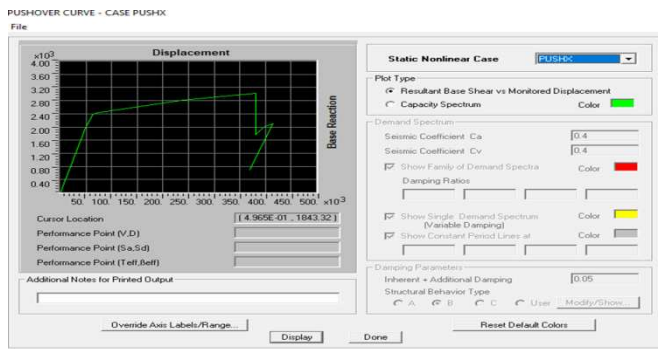 PUSHOVER CURVE - CASE PUSHX
File
Displacement
x10³
4.00
3.60
3.20
2.80
2.40
2.00
1.60
1.20
0.80
0.40
50. 100. 150. 200. 250. 300. 350. 400. 450. 500. x10⁻³
Base Reaction
Cursor Location
( 4.965E-01 , 1843.32 )
Performance Point (V,D)
Performance Point (Sa,Sd)
Performance Point (Teff,Beff)
Additional Notes for Printed Output
Override Axis Labels/Range...
Static Nonlinear Case PUSHX
Plot Type
Resultant Base Shear vs Monitored Displacement
Capacity Spectrum Color
Demand Spectrum
Seismic Coefficient Ca 0.4
Seismic Coefficient Cv 0.4
Show Family of Demand Spectra Color
Damping Ratios
Show Single Demand Spectrum Color
(Variable Damping)
Show Constant Period Lines at Color
Damping Parameters
Inherent + Additional Damping 0.05
Structural Behavior Type
A B C User Modify/Show...
Reset Default Colors
Display Done